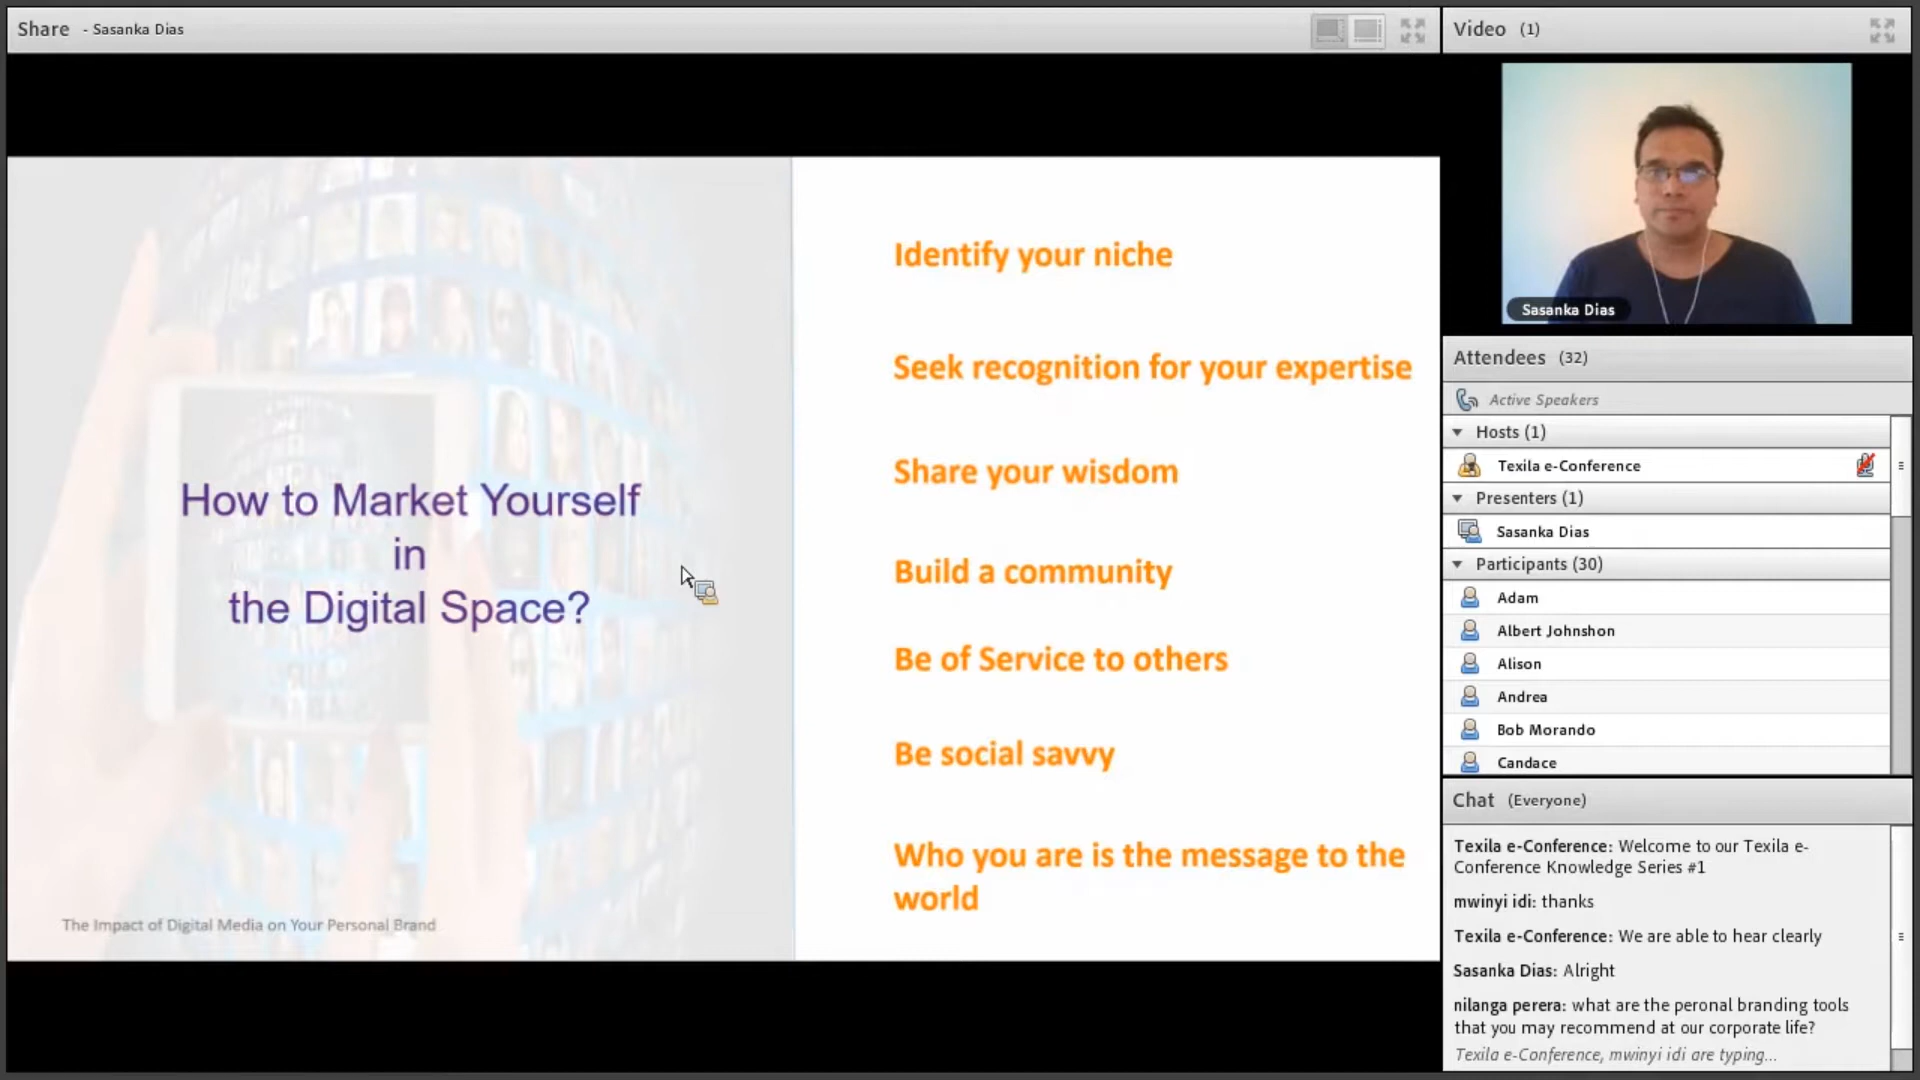 Share - Sasanka Dias
How to Market Yourself
in
the Digital Space?
The Impact of Digital Media on Your Personal Brand
Identify your niche
Seek recognition for your expertise
Share your wisdom
Build a community
Be of Service to others
Be social savvy
Who you are is the message to the
world
Video (1)
Sasanka Dias
Attendees (32)
Active Speakers
Hosts (1)
Texila e-Conference
Presenters (1)
Sasanka Dias
Participants (30)
Adam
Albert Johnshon
Alison
Andrea
Bob Morando
Candace
Chat (Everyone)
Texila e-Conference: Welcome to our Texila e-
Conference Knowledge Series #1
mwinyi idi: thanks
Texila e-Conference: We are able to hear clearly
Sasanka Dias: Alright
nilanga perera: what are the peronal branding tools
that you may recommend at our corporate life?
Texila e-Conference, mwinyi idi are typing...